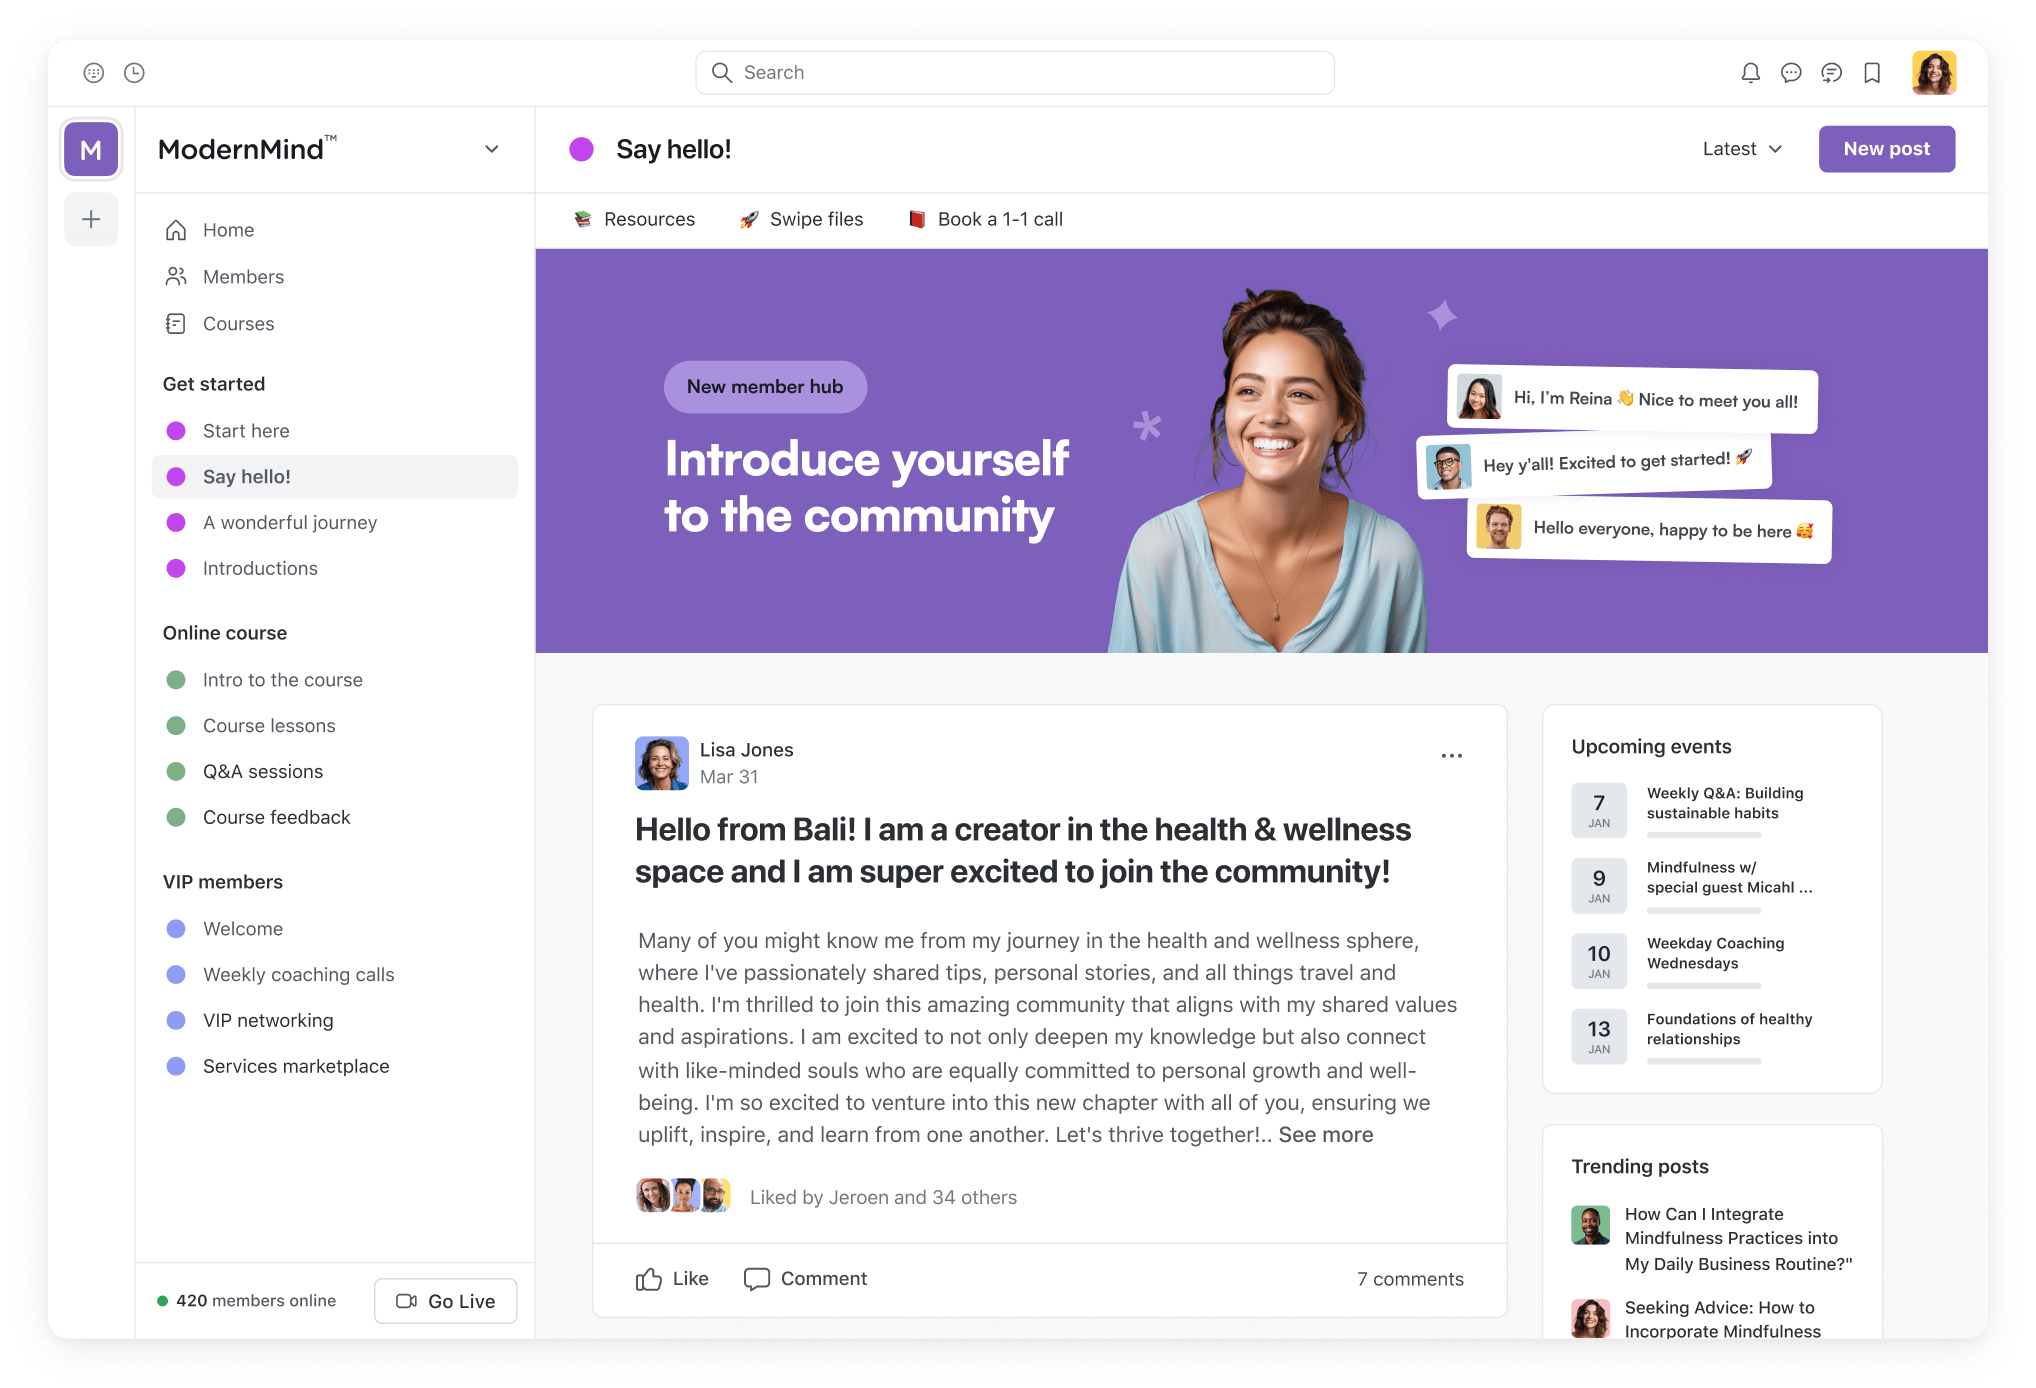 Search
M
ModernMind™
Say hello!
Latest
New post
Home
Members
Courses
Get started
Start here
Say hello!
A wonderful journey
Introductions
Online course
Intro to the course
Course lessons
Q&A sessions
Course feedback
VIP members
Welcome
Weekly coaching calls
VIP networking
Services marketplace
420 members online
Go Live
Resources
Swipe files
Book a 1-1 call
New member hub
Introduce yourself
to the community
Hi, I'm Reina 👋 Nice to meet you all!
Hey y'all! Excited to get started! 🚀
Hello everyone, happy to be here 🥰
Lisa Jones
Mar 31
Hello from Bali! I am a creator in the health & wellness
space and I am super excited to join the community!
Many of you might know me from my journey in the health and wellness sphere,
where I've passionately shared tips, personal stories, and all things travel and
health. I'm thrilled to join this amazing community that aligns with my shared values
and aspirations. I am excited to not only deepen my knowledge but also connect
with like-minded souls who are equally committed to personal growth and well-
being. I'm so excited to venture into this new chapter with all of you, ensuring we
uplift, inspire, and learn from one another. Let's thrive together!.. See more
Liked by Jeroen and 34 others
Like
Comment
7 comments
Upcoming events
7
JAN
Weekly Q&A: Building
sustainable habits
9
JAN
Mindfulness w/
special guest Micahl ...
10
JAN
Weekday Coaching
Wednesdays
13
JAN
Foundations of healthy
relationships
Trending posts
How Can I Integrate
Mindfulness Practices into
My Daily Business Routine?"
Seeking Advice: How to
Incorporate Mindfulness